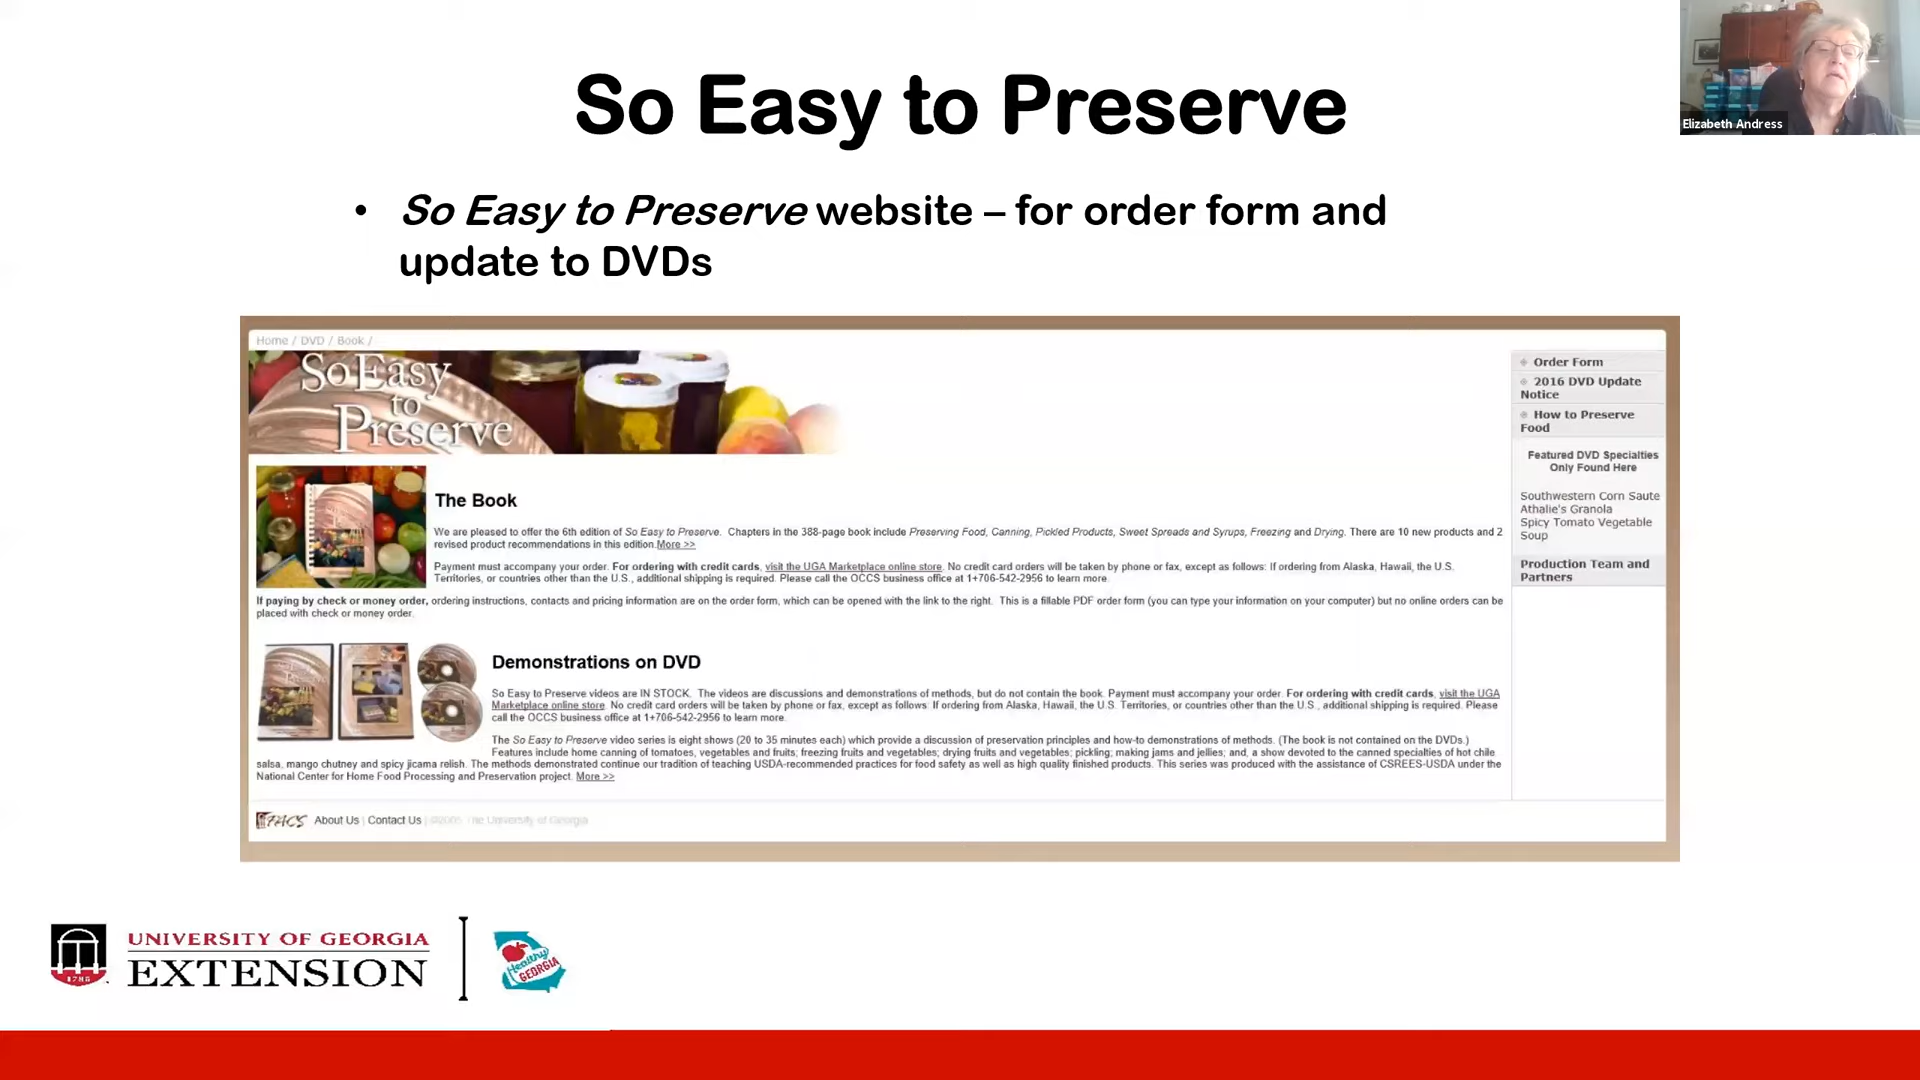 So Easy to Preserve
Elizabeth Andress
• So Easy to Preserve website – for order form and
update to DVDs
Home / DVD / Book /
So Easy
to
Preserve
The Book
We are pleased to offer the 6th edition of So Easy to Preserve. Chapters in the 388-page book include Preserving Food, Canning, Pickled Products, Sweet Spreads and Syrups, Freezing and Drying. There are 10 new products and 2
revised product recommendations in this edition.More >>
Payment must accompany your order. For ordering with credit cards, visit the UGA Marketplace online store. No credit card orders will be taken by phone or fax, except as follows: If ordering from Alaska, Hawaii, the U.S.
Territories, or countries other than the U.S., additional shipping is required. Please call the OCCS business office at 1+706-542-2956 to learn more.
If paying by check or money order, ordering instructions, contacts and pricing information are on the order form, which can be opened with the link to the right. This is a fillable PDF order form (you can type your information on your computer) but no online orders can be
placed with check or money order.
Demonstrations on DVD
So Easy to Preserve videos are IN STOCK. The videos are discussions and demonstrations of methods, but do not contain the book. Payment must accompany your order. For ordering with credit cards, visit the UGA
Marketplace online store. No credit card orders will be taken by phone or fax, except as follows: If ordering from Alaska, Hawaii, the U.S. Territories, or countries other than the U.S., additional shipping is required. Please
call the OCCS business office at 1+706-542-2956 to learn more.
The So Easy to Preserve video series is eight shows (20 to 35 minutes each) which provide a discussion of preservation principles and how-to demonstrations of methods. (The book is not contained on the DVDs.)
Features include home canning of tomatoes, vegetables and fruits; freezing fruits and vegetables; drying fruits and vegetables; pickling; making jams and jellies; and, a show devoted to the canned specialties of hot chile
salsa, mango chutney and spicy jicama relish. The methods demonstrated continue our tradition of teaching USDA-recommended practices for food safety as well as high quality finished products. This series was produced with the assistance of CSREES-USDA under the
National Center for Home Food Processing and Preservation project. More >>
Order Form
2016 DVD Update
Notice
How to Preserve
Food
Featured DVD Specialties
Only Found Here
Southwestern Corn Saute
Athalie's Granola
Spicy Tomato Vegetable
Soup
Production Team and
Partners
FACS About Us | Contact Us | ©2005 The University of Georgia
1785
UNIVERSITY OF GEORGIA
EXTENSION
Healthy
GEORGIA